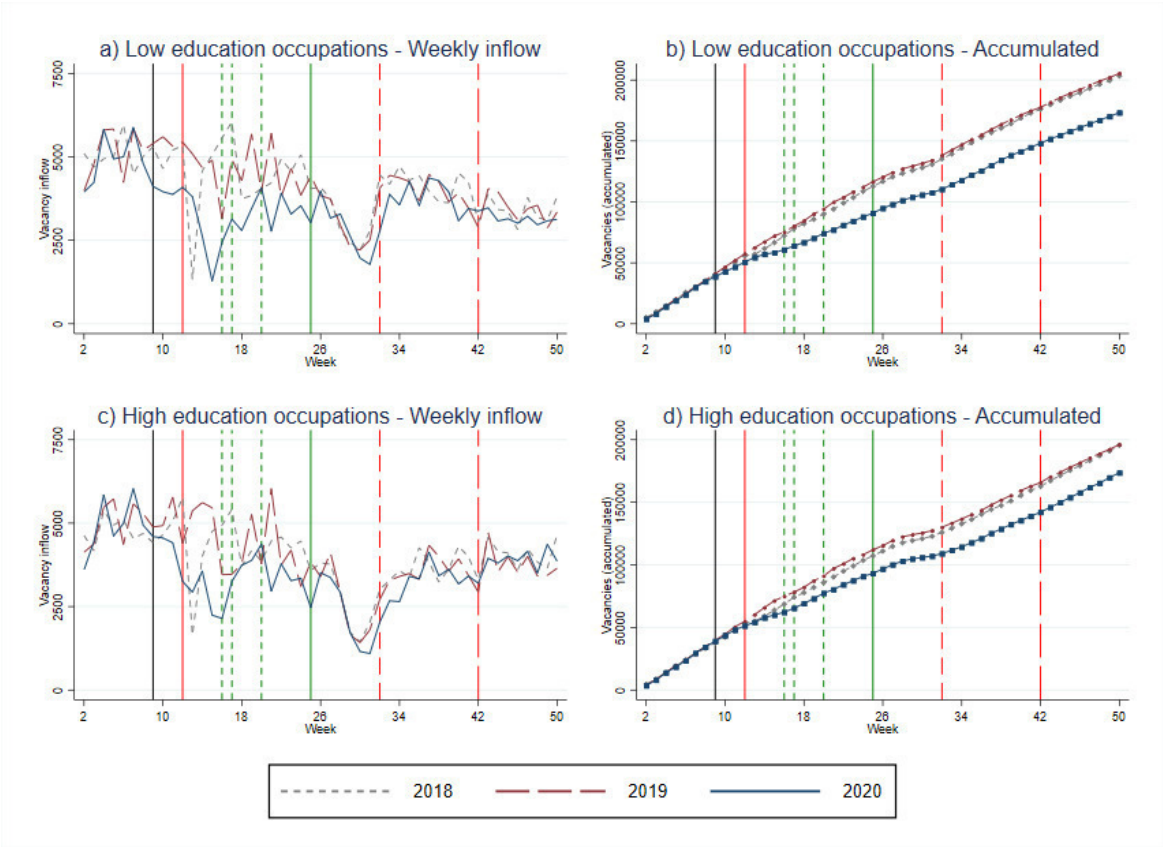 a) Low education occupations - Weekly inflow
Vacancy inflow
7500
5000
2500
0
2 10 18 26 34 42 50
Week
b) Low education occupations - Accumulated
Vacancies (accumulated)
200000
150000
100000
50000
0
2 10 18 26 34 42 50
Week
c) High education occupations - Weekly inflow
Vacancy inflow
7500
5000
2500
0
2 10 18 26 34 42 50
Week
d) High education occupations - Accumulated
Vacancies (accumulated)
200000
150000
100000
50000
0
2 10 18 26 34 42 50
Week
2018 2019 2020